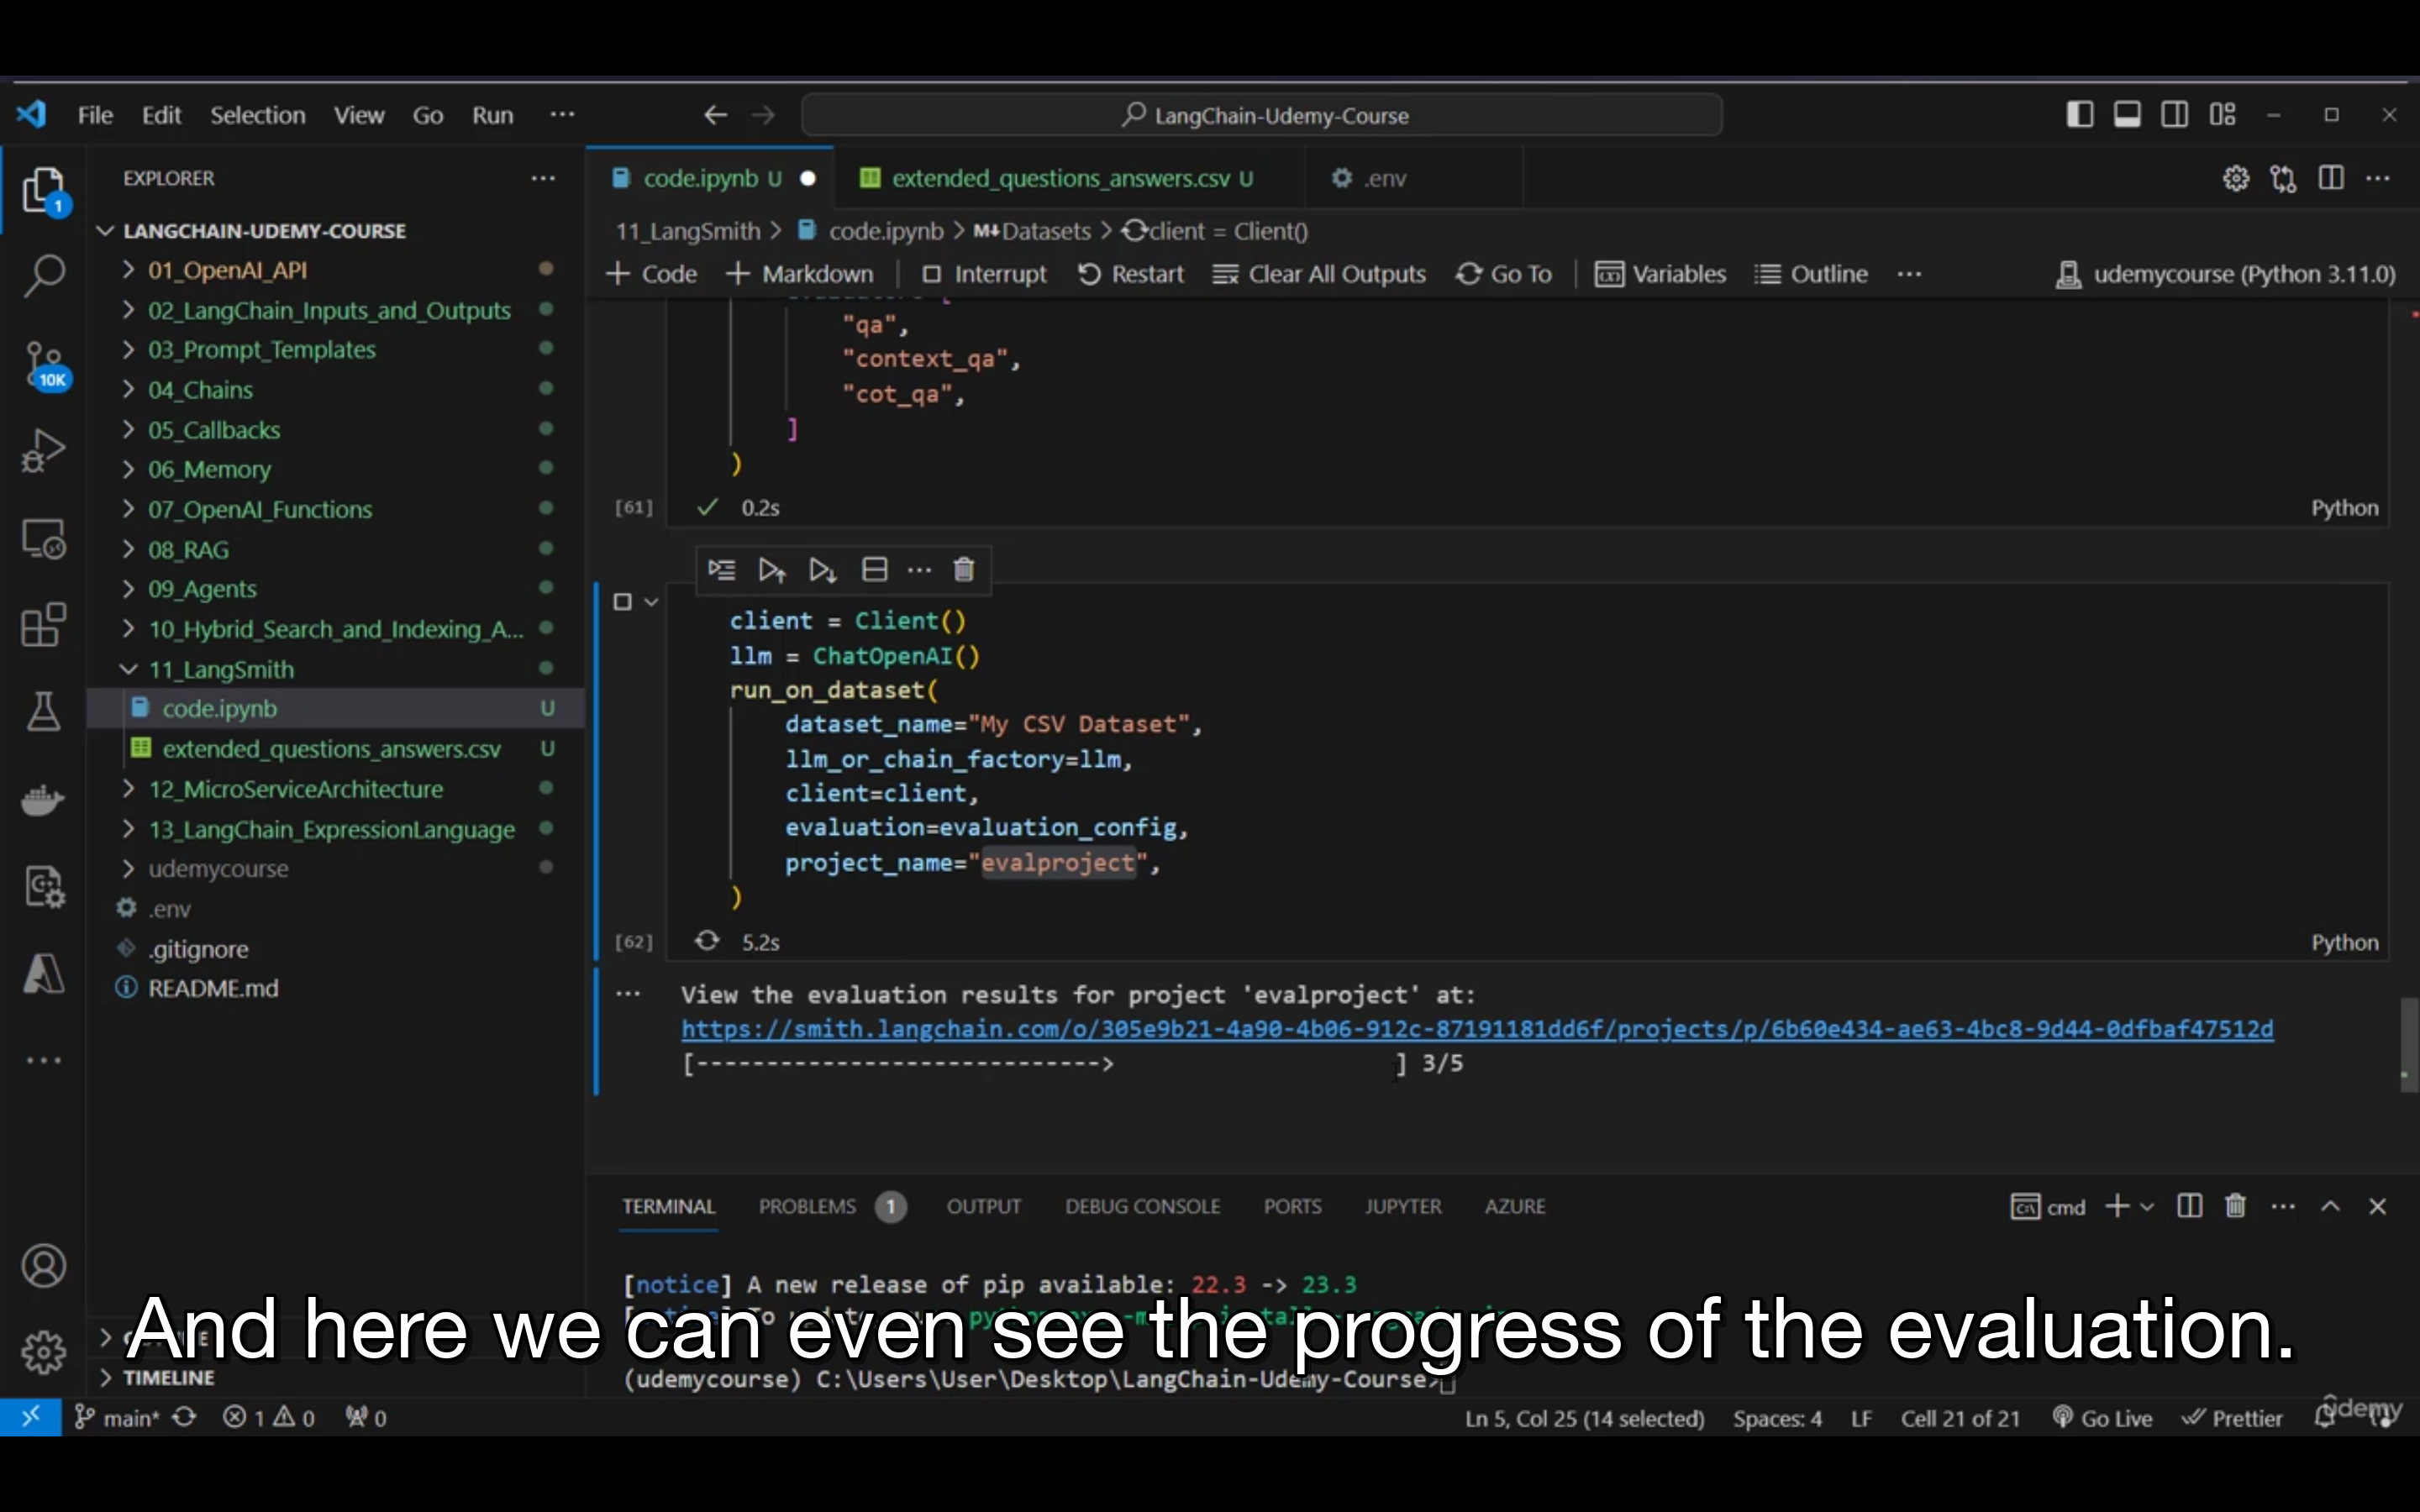 File Edit Selection View Go Run ···
LangChain-Udemy-Course
EXPLORER
1
LANGCHAIN-UDEMY-COURSE
01_OpenAI_API
02_LangChain_Inputs_and_Outputs
03_Prompt_Templates
10K
04_Chains
05_Callbacks
06_Memory
07_OpenAI_Functions
08_RAG
09_Agents
10_Hybrid_Search_and_Indexing_A...
11_LangSmith
code.ipynb U
extended_questions_answers.csv U
12_MicroServiceArchitecture
13_LangChain_ExpressionLanguage
udemycourse
.env
.gitignore
README.md
TIMELINE
code.ipynb U
extended_questions_answers.csv U
.env
11_LangSmith > code.ipynb > M↓Datasets > client = Client()
+ Code + Markdown | Interrupt Restart Clear All Outputs Go To | Variables Outline ··· udemycourse (Python 3.11.0)
"qa",
"context_qa",
"cot_qa",
]
)
[61] ✓ 0.2s Python
client = Client()
llm = ChatOpenAI()
run_on_dataset(
dataset_name="My CSV Dataset",
llm_or_chain_factory=llm,
client=client,
evaluation=evaluation_config,
project_name="evalproject",
)
[62] 5.2s Python
View the evaluation results for project 'evalproject' at:
https://smith.langchain.com/o/305e9b21-4a90-4b06-912c-87191181dd6f/projects/p/6b60e434-ae63-4bc8-9d44-0dfbaf47512d
[----------------------------->                    ] 3/5
TERMINAL PROBLEMS 1 OUTPUT DEBUG CONSOLE PORTS JUPYTER AZURE
cmd
[notice] A new release of pip available: 22.3 -> 23.3
And here we can even see the progress of the evaluation.
(udemycourse) C:\Users\User\Desktop\LangChain-Udemy-Course>
main* 1 0 0
Ln 5, Col 25 (14 selected) Spaces: 4 LF Cell 21 of 21 Go Live Prettier
udemy